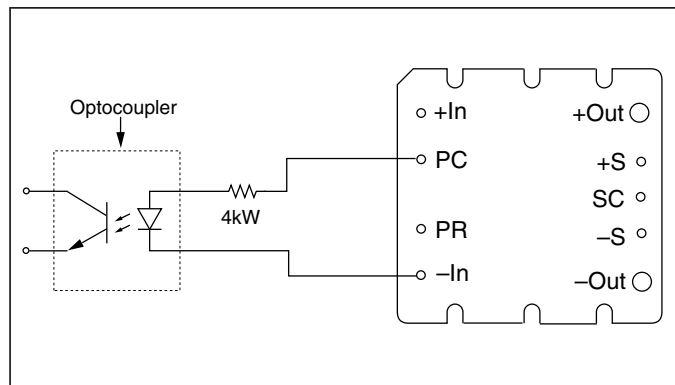 Optocoupler
4kW
+In
PC
PR
–In
+Out
+S
SC
–S
–Out